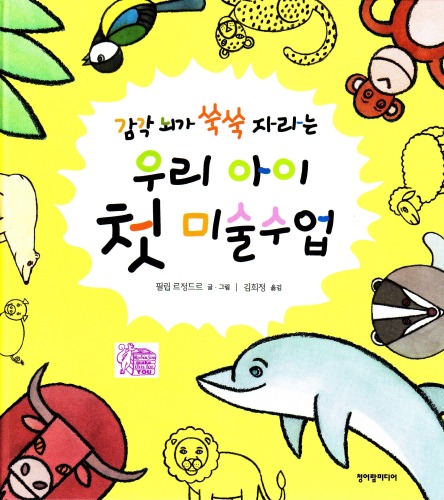 감각 뇌가 쑥쑥 자라는
우리 아이
첫 미술수업
필립 르정드르 글·그림 | 김희정 옮김
YOU
청어람미디어